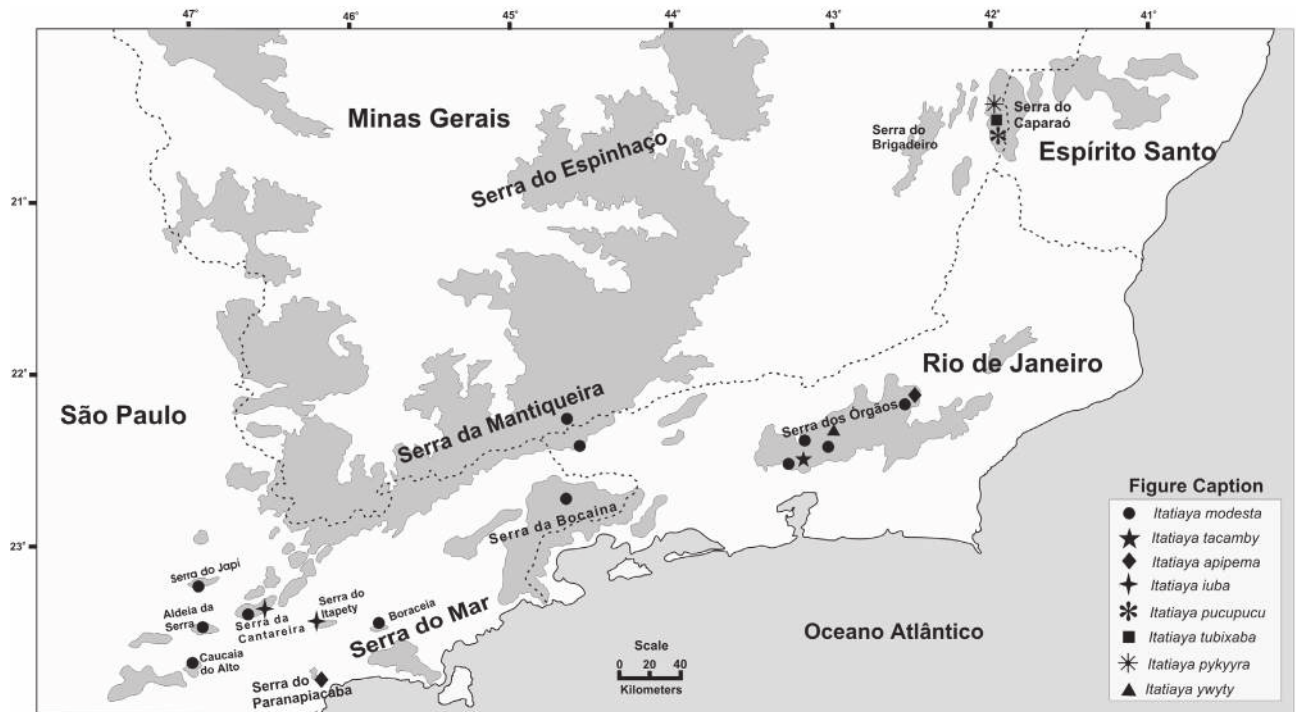 47°
46°
45°
44°
43°
42°
41°
Minas Gerais
Serra do
Caparaó
Serra do
Brigadeiro
Espírito Santo
Serra do Espinhaço
21°
22°
Rio de Janeiro
São Paulo
Serra da Mantiqueira
Serra dos Órgãos
Serra da Bocaina
23°
Serra do Japi
Aldeia da
Serra
Serra da
Cantareira
Serra do
Itapety
Boraceia
Serra do Mar
Caucaia
do Alto
Serra do
Paranapiacaba
Oceano Atlântico
Scale
0 20 40
Kilometers
Figure Caption
Itatiaya modesta
Itatiaya tacamby
Itatiaya apipema
Itatiaya iuba
Itatiaya pucupucu
Itatiaya tubixaba
Itatiaya pykyyra
Itatiaya ywyty